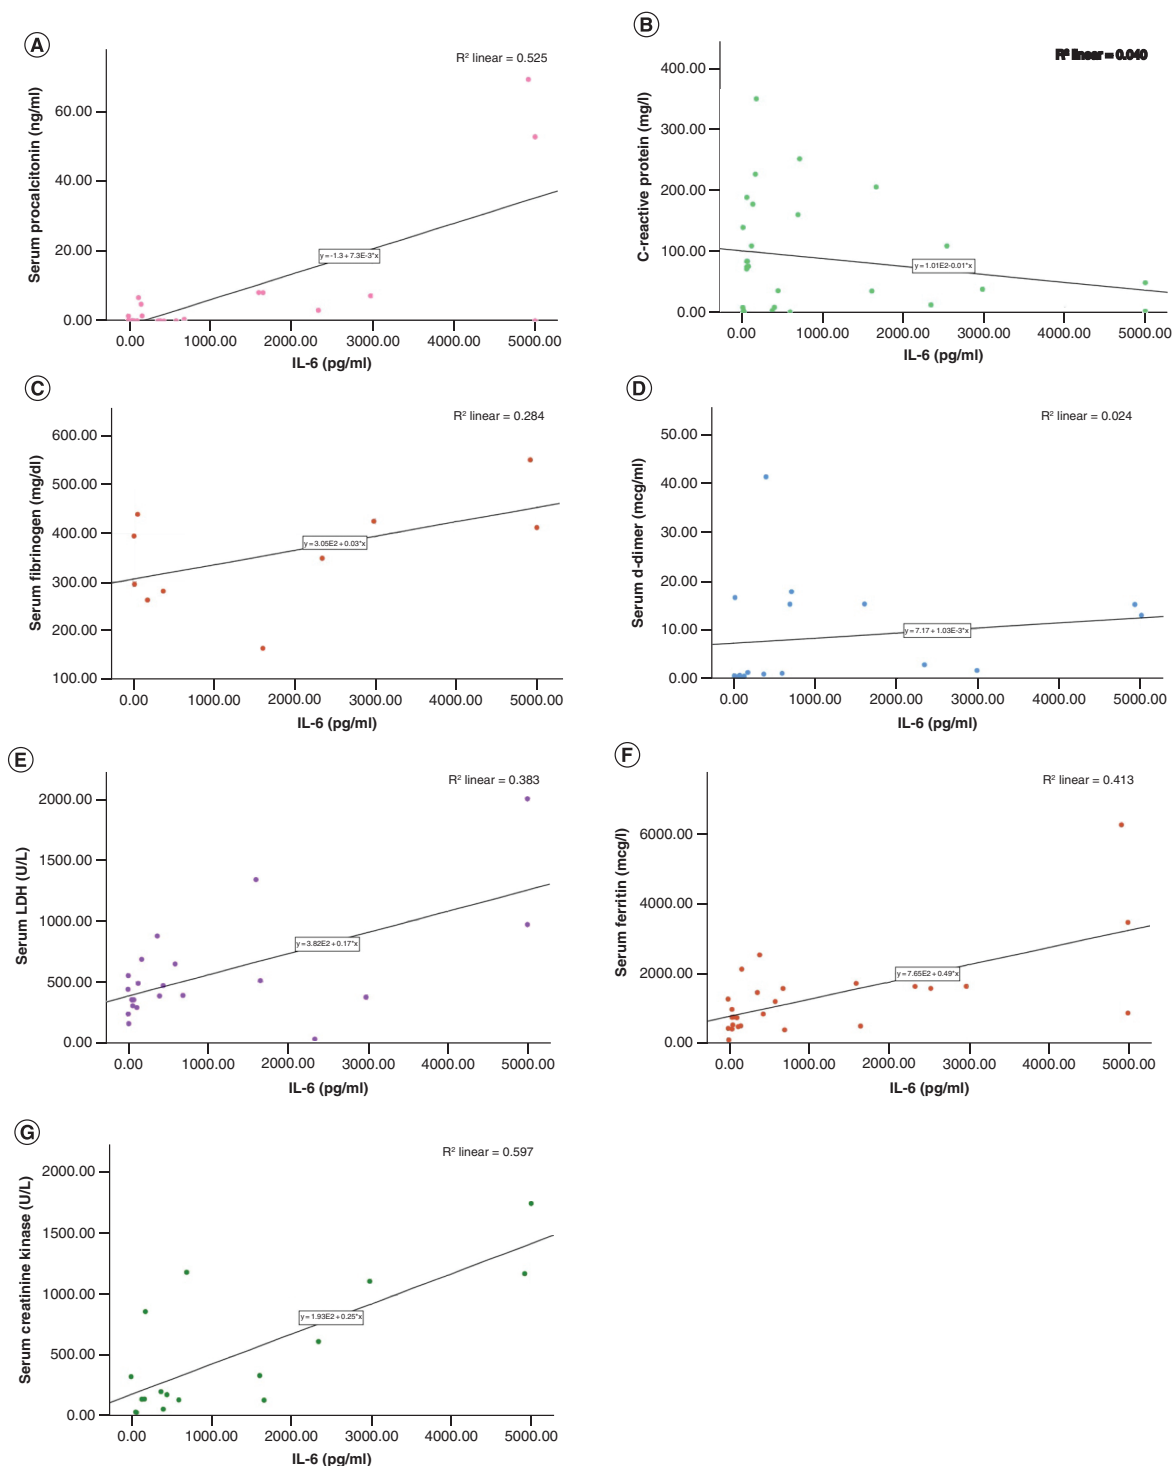 A
R² linear = 0.525
Serum procalcitonin (ng/ml)
60.00
40.00
20.00
0.00
y=-1.3+7.3E-3*x
0.00 1000.00 2000.00 3000.00 4000.00 5000.00
IL-6 (pg/ml)
B
R² linear = 0.040
C-reactive protein (mg/l)
400.00
300.00
200.00
100.00
0.00
y=1.01E2-0.01*x
0.00 1000.00 2000.00 3000.00 4000.00 5000.00
IL-6 (pg/ml)
C
R² linear = 0.284
Serum fibrinogen (mg/dl)
600.00
500.00
400.00
300.00
200.00
100.00
y=3.05E2+0.03*x
0.00 1000.00 2000.00 3000.00 4000.00 5000.00
IL-6 (pg/ml)
D
R² linear = 0.024
Serum d-dimer (mcg/ml)
50.00
40.00
30.00
20.00
10.00
0.00
y=7.17+1.03E-3*x
0.00 1000.00 2000.00 3000.00 4000.00 5000.00
IL-6 (pg/ml)
E
R² linear = 0.383
Serum LDH (U/L)
2000.00
1500.00
1000.00
500.00
0.00
y=3.82E2+0.17*x
0.00 1000.00 2000.00 3000.00 4000.00 5000.00
IL-6 (pg/ml)
F
R² linear = 0.413
Serum ferritin (mcg/l)
6000.00
4000.00
2000.00
0.00
y=7.65E2+0.49*x
0.00 1000.00 2000.00 3000.00 4000.00 5000.00
IL-6 (pg/ml)
G
R² linear = 0.597
Serum creatinine kinase (U/L)
2000.00
1500.00
1000.00
500.00
0.00
y=1.93E2+0.25*x
0.00 1000.00 2000.00 3000.00 4000.00 5000.00
IL-6 (pg/ml)